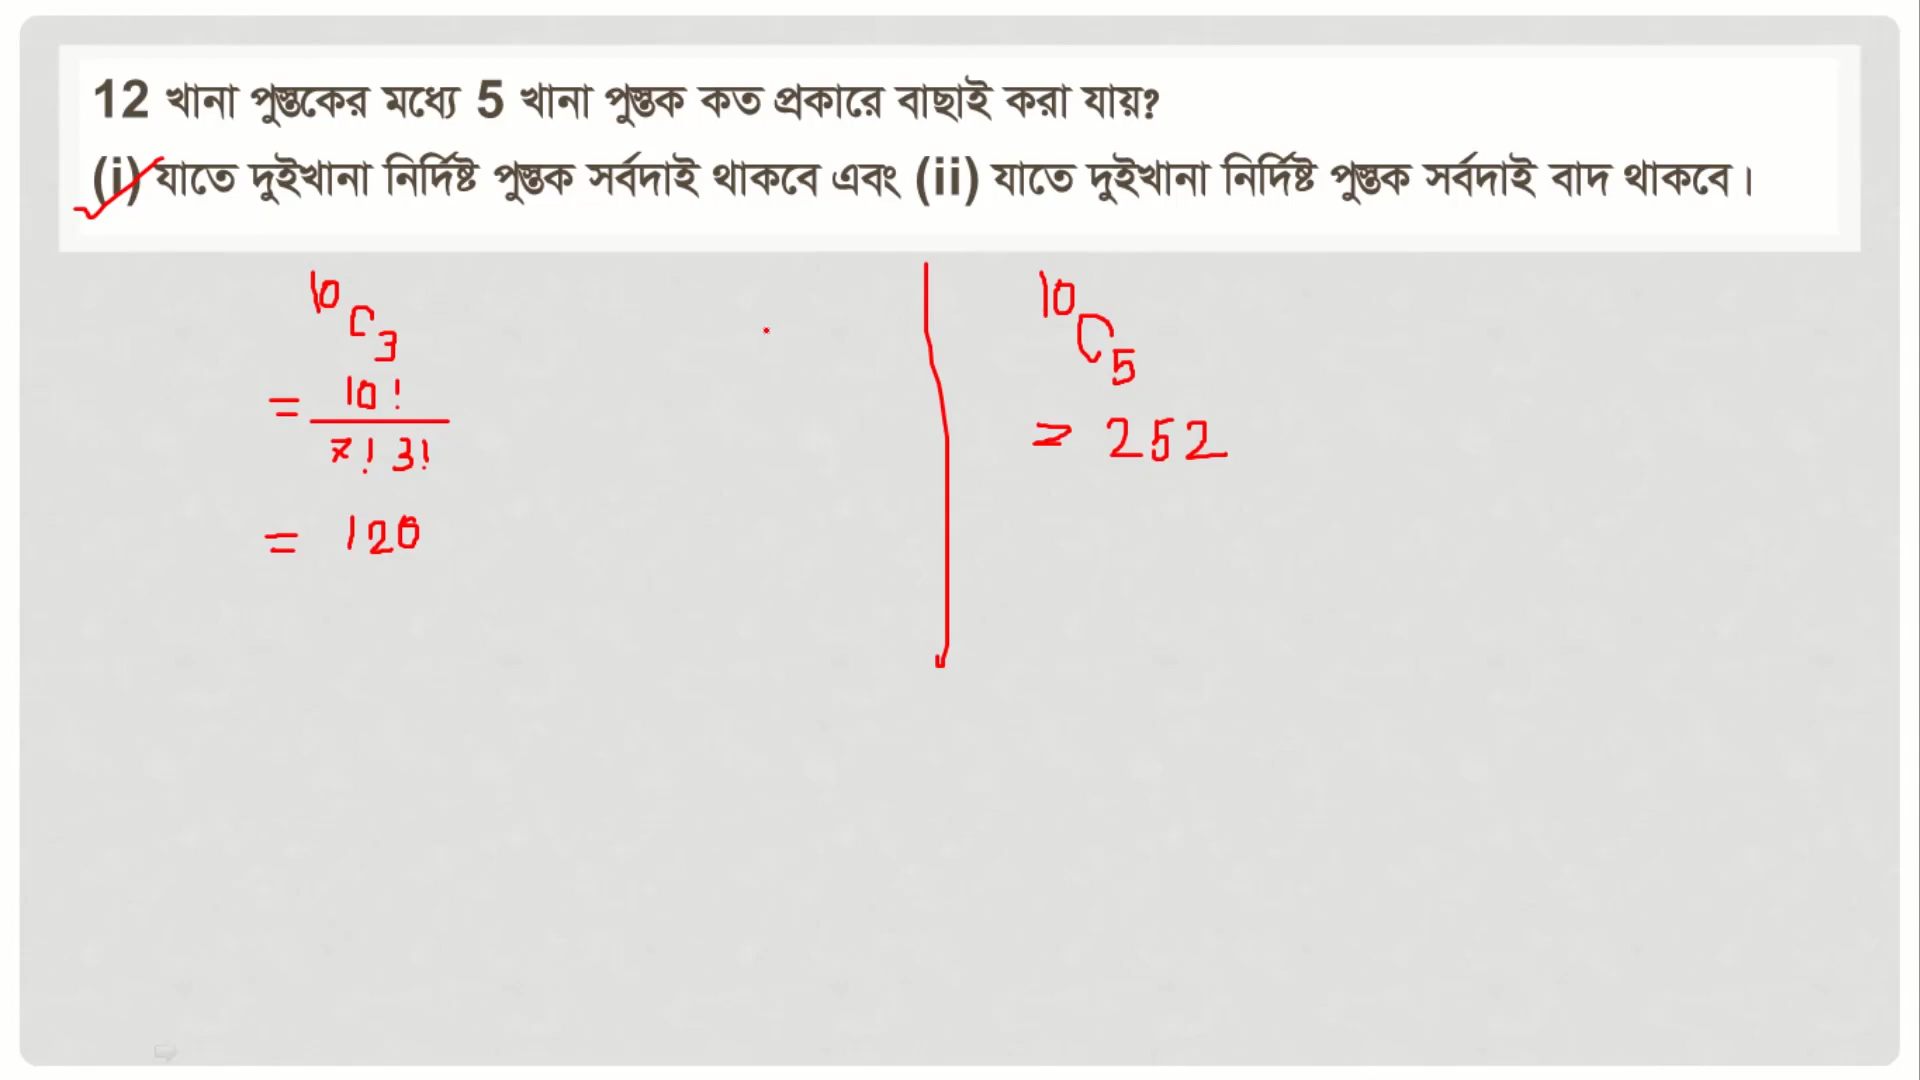 12 খানা পুস্তকের মধ্যে 5 খানা পুস্তক কত প্রকারে বাছাই করা যায়?
(i) যাতে দুইখানা নির্দিষ্ট পুস্তক সর্বদাই থাকবে এবং (ii) যাতে দুইখানা নির্দিষ্ট পুস্তক সর্বদাই বাদ থাকবে।
10C3
= 10! / 7! 3!
= 120
10C5
= 252